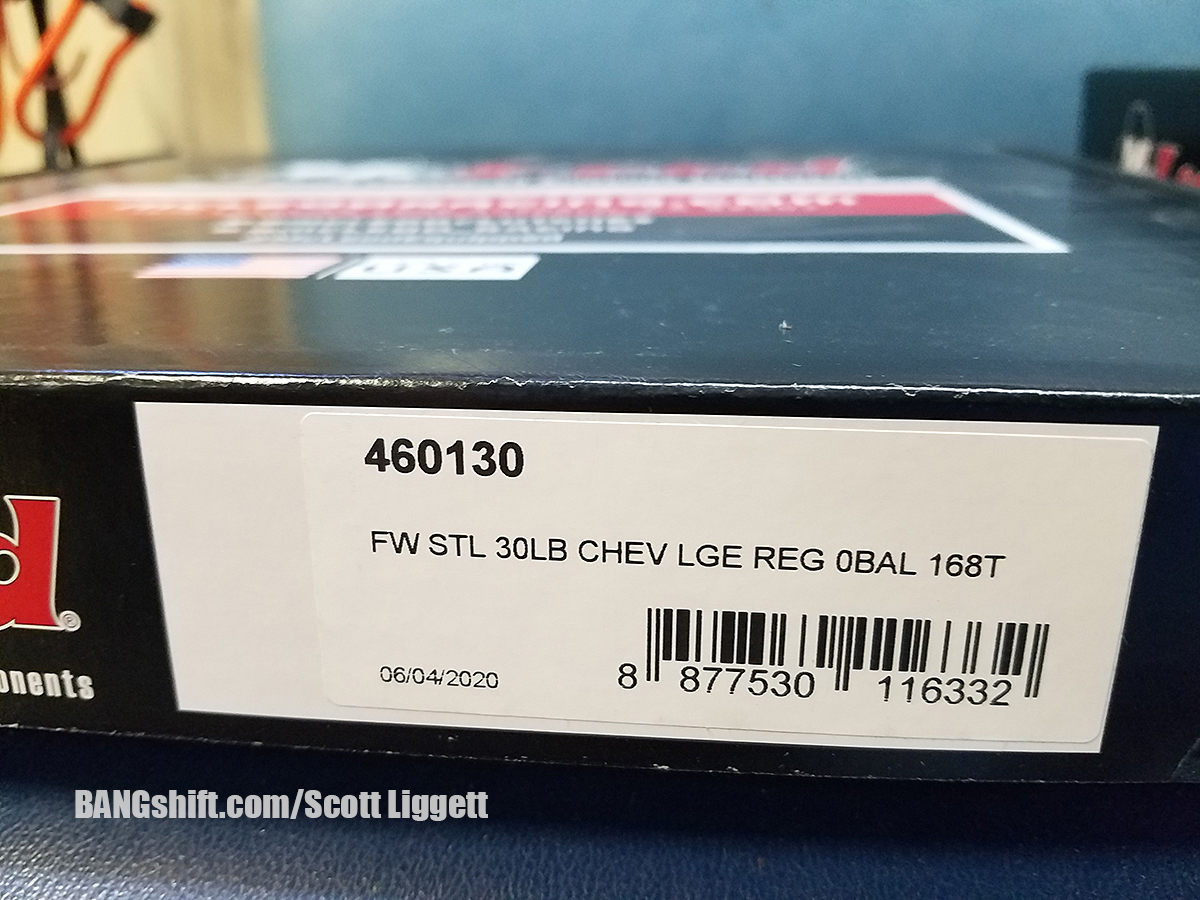 USA
460130
FW STL 30LB CHEV LGE REG 0BAL 168T
06/04/2020
8 877530 116332
d®
onents
BANGshift.com/Scott Liggett